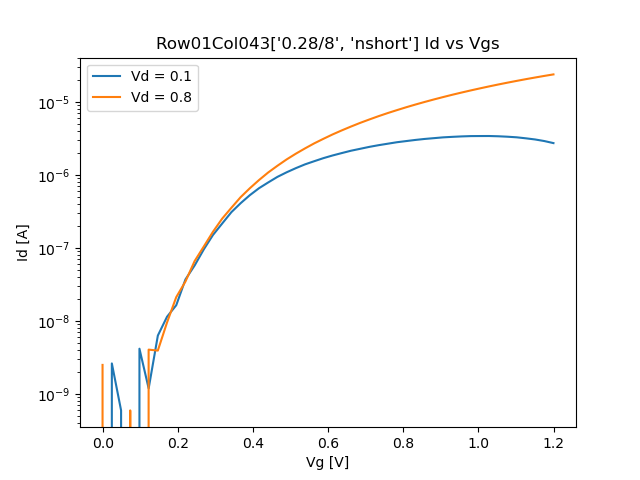 Row01Col043['0.28/8', 'nshort'] Id vs Vgs
Vd = 0.1
Vd = 0.8
Id [A]
10⁻⁵
10⁻⁶
10⁻⁷
10⁻⁸
10⁻⁹
0.0 0.2 0.4 0.6 0.8 1.0 1.2
Vg [V]